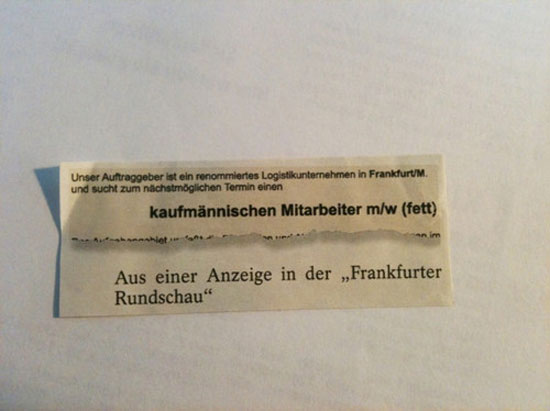 Unser Auftraggeber ist ein renommiertes Logistikunternehmen in Frankfurt/M.
und sucht zum nächstmöglichen Termin einen
kaufmännischen Mitarbeiter m/w (fett)
Aus einer Anzeige in der „Frankfurter
Rundschau“